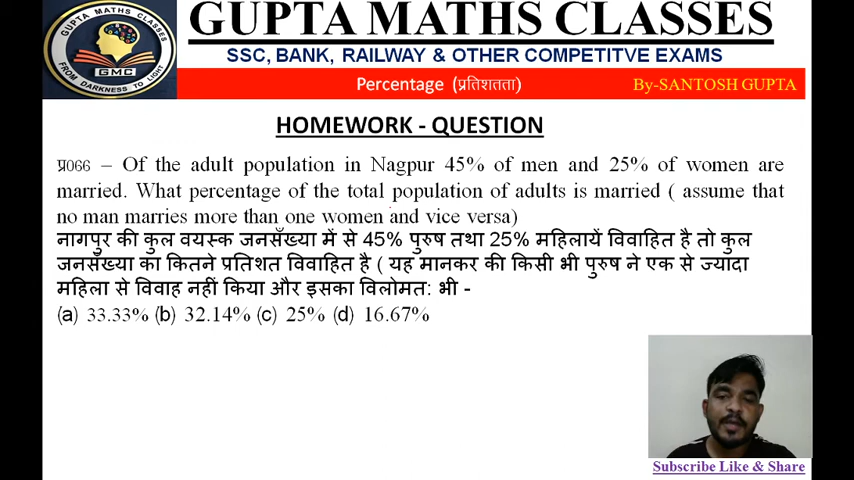 GUPTA MATHS CLASSES
GUPTA MATHS CLASSES
GMC
FROM DARKNESS TO LIGHT
SSC, BANK, RAILWAY & OTHER COMPETITVE EXAMS
Percentage (प्रतिशतता)
By-SANTOSH GUPTA
HOMEWORK - QUESTION
प्र066 – Of the adult population in Nagpur 45% of men and 25% of women are
married. What percentage of the total population of adults is married ( assume that
no man marries more than one women and vice versa)
नागपुर की कुल वयस्क जनसँख्या में से 45% पुरुष तथा 25% महिलायें विवाहित है तो कुल
जनसँख्या का कितने प्रतिशत विवाहित है ( यह मानकर की किसी भी पुरुष ने एक से ज्यादा
महिला से विवाह नहीं किया और इसका विलोमत: भी -
(a) 33.33% (b) 32.14% (c) 25% (d) 16.67%
Subscribe Like & Share